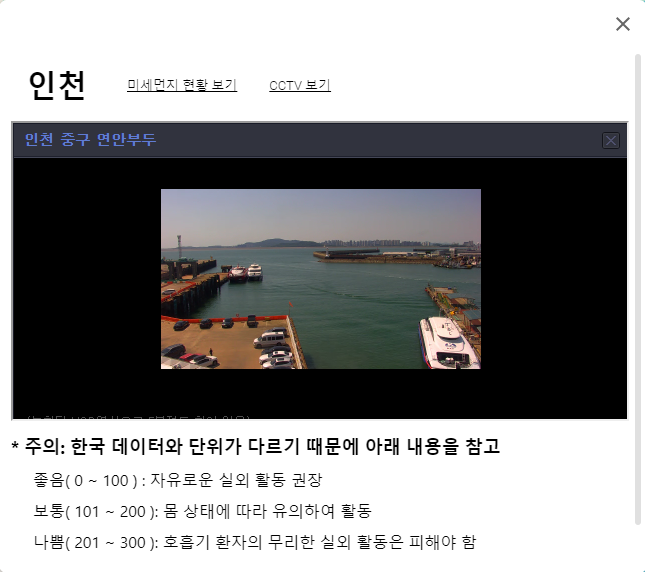 인천 미세먼지 현황 보기 CCTV 보기
인천 중구 연안부두
* 주의: 한국 데이터와 단위가 다르기 때문에 아래 내용을 참고
좋음( 0 ~ 100 ) : 자유로운 실외 활동 권장
보통( 101 ~ 200 ): 몸 상태에 따라 유의하여 활동
나쁨( 201 ~ 300 ): 호흡기 환자의 무리한 실외 활동은 피해야 함